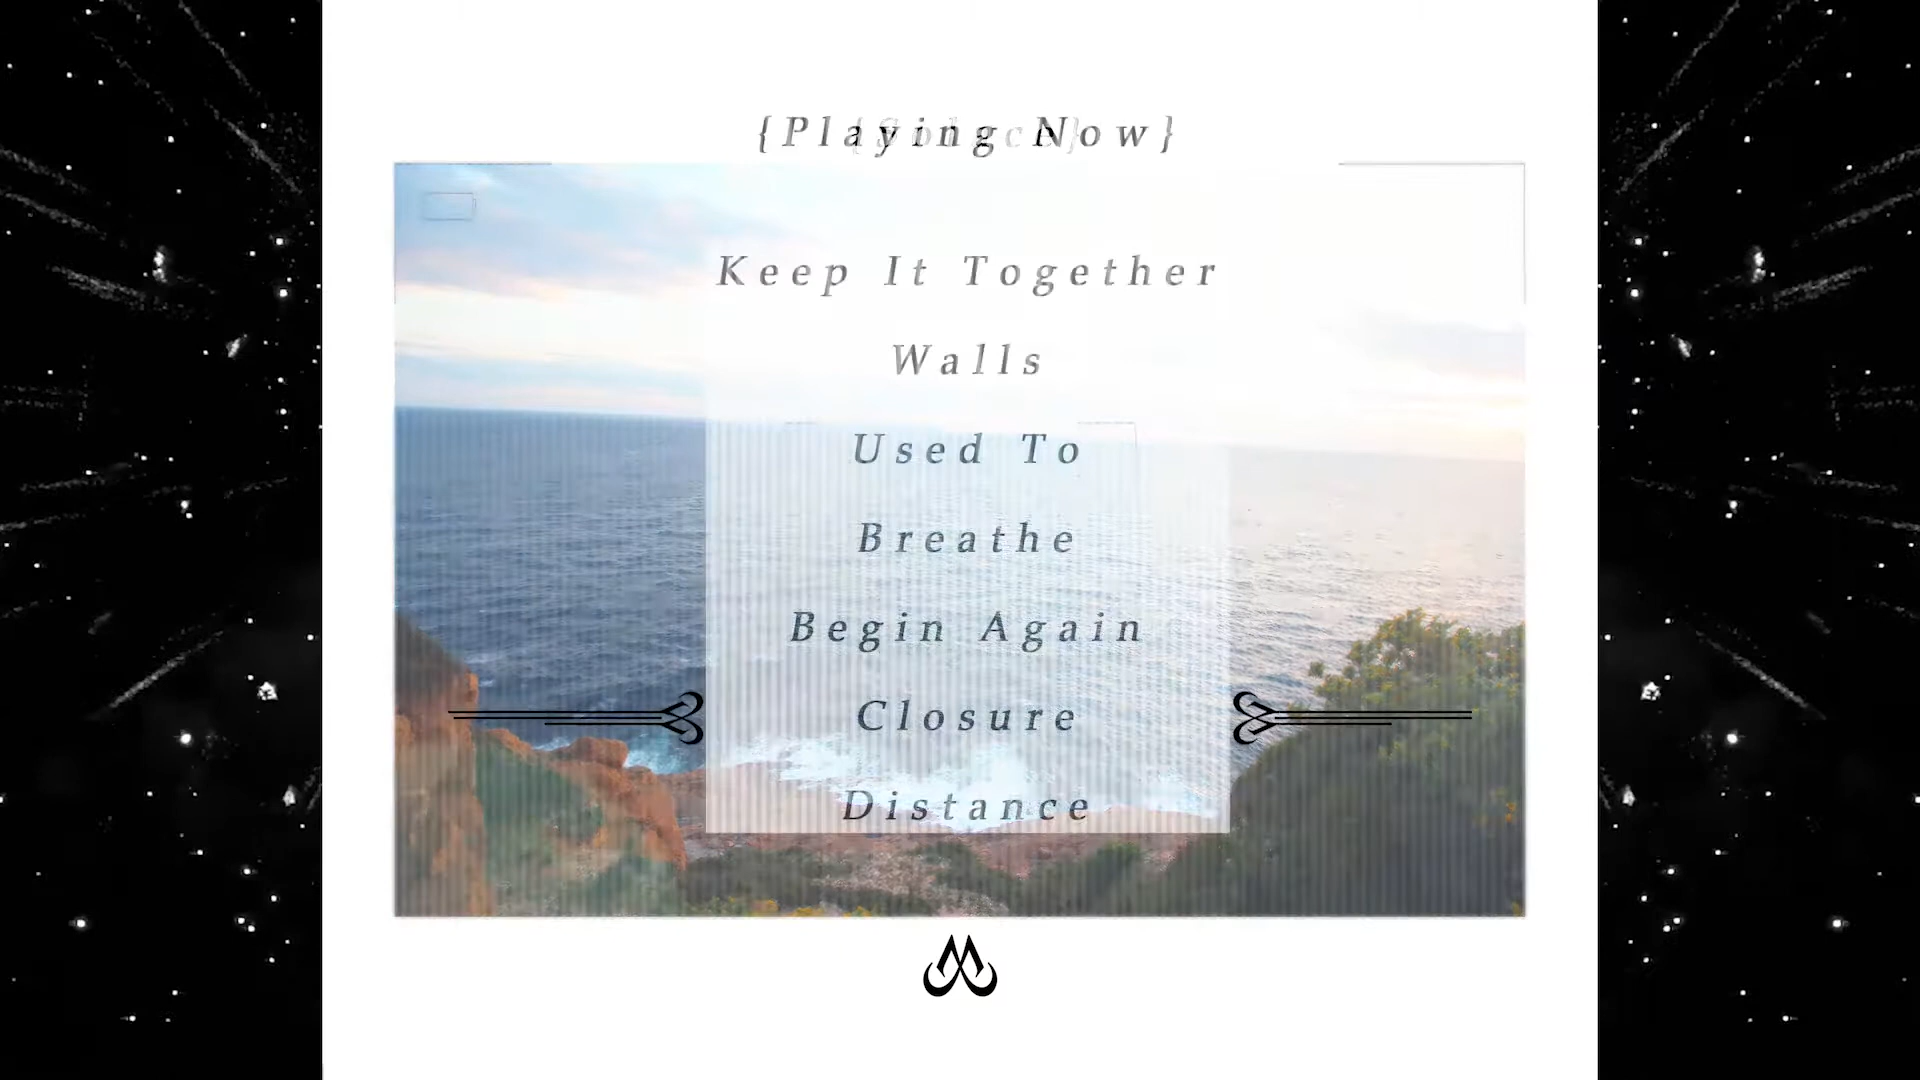 {Playing Now}
Keep It Together
Walls
Used To
Breathe
Begin Again
Closure
Distance